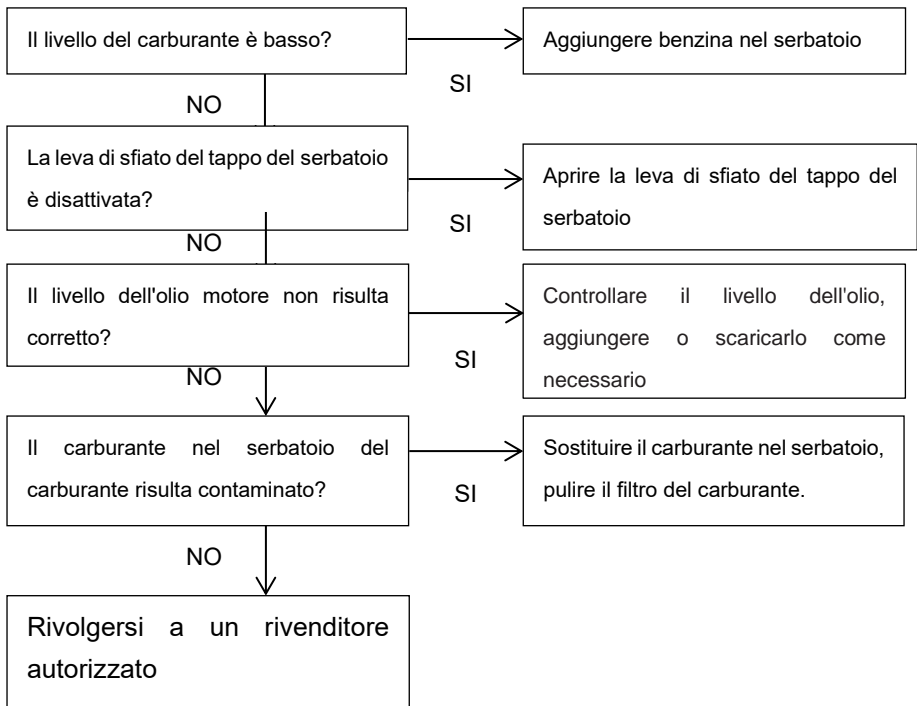 Il livello del carburante è basso?
Aggiungere benzina nel serbatoio
SI
NO
La leva di sfiato del tappo del serbatoio
è disattivata?
Aprire la leva di sfiato del tappo del
serbatoio
SI
NO
Il livello dell'olio motore non risulta
corretto?
Controllare il livello dell'olio,
aggiungere o scaricarlo come
necessario
SI
NO
Il carburante nel serbatoio del
carburante risulta contaminato?
Sostituire il carburante nel serbatoio,
pulire il filtro del carburante.
SI
NO
Rivolgersi a un rivenditore
autorizzato